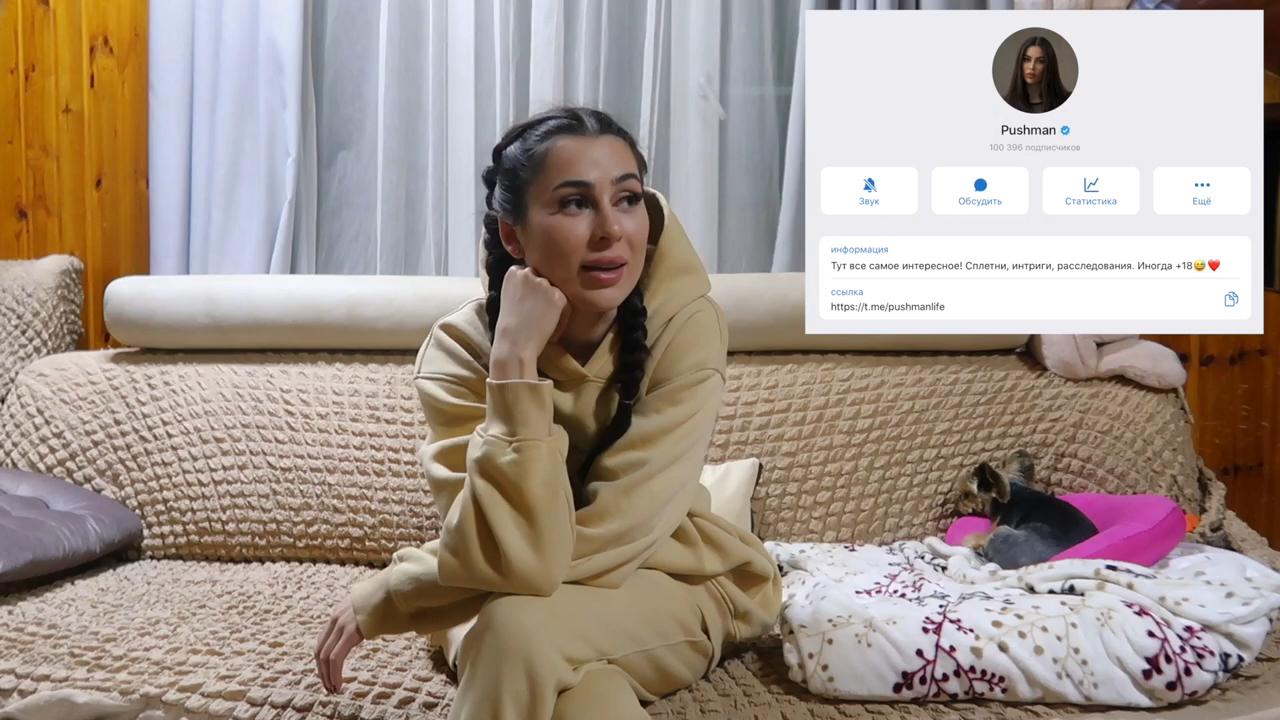 Pushman
100 396 подписчиков
Звук
Обсудить
Статистика
Ещё
информация
Тут все самое интересное! Сплетни, интриги, расследования. Иногда +18😅❤️
ссылка
https://t.me/pushmanlife